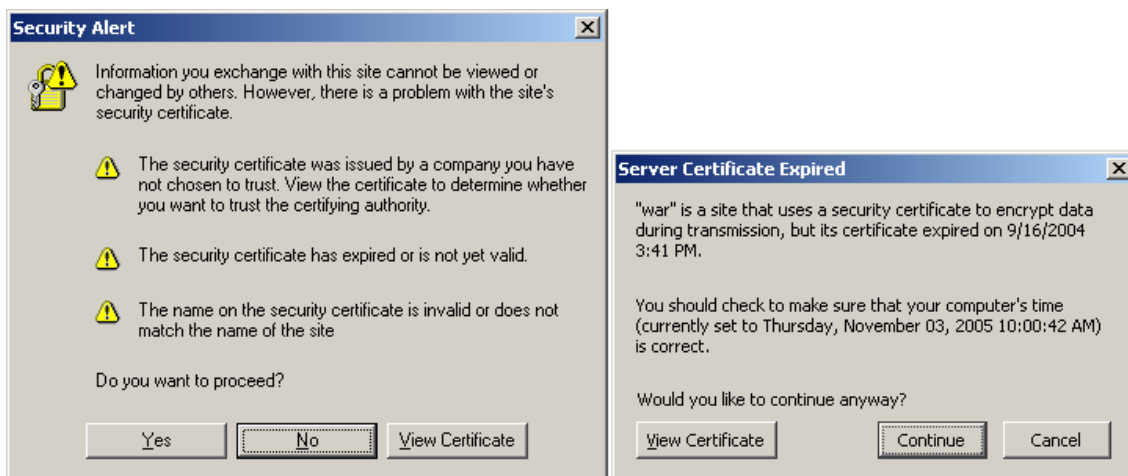 Security Alert
Information you exchange with this site cannot be viewed or
changed by others. However, there is a problem with the site's
security certificate.
The security certificate was issued by a company you have
not chosen to trust. View the certificate to determine whether
you want to trust the certifying authority.
The security certificate has expired or is not yet valid.
The name on the security certificate is invalid or does not
match the name of the site
Do you want to proceed?
Yes
No
View Certificate
Server Certificate Expired
"war" is a site that uses a security certificate to encrypt data
during transmission, but its certificate expired on 9/16/2004
3:41 PM.
You should check to make sure that your computer's time
(currently set to Thursday, November 03, 2005 10:00:42 AM)
is correct.
Would you like to continue anyway?
View Certificate
Continue
Cancel